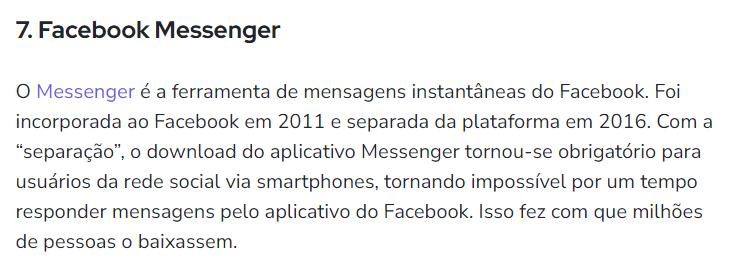 7. Facebook Messenger
O Messenger é a ferramenta de mensagens instantâneas do Facebook. Foi
incorporada ao Facebook em 2011 e separada da plataforma em 2016. Com a
“separação”, o download do aplicativo Messenger tornou-se obrigatório para
usuários da rede social via smartphones, tornando impossível por um tempo
responder mensagens pelo aplicativo do Facebook. Isso fez com que milhões
de pessoas o baixassem.